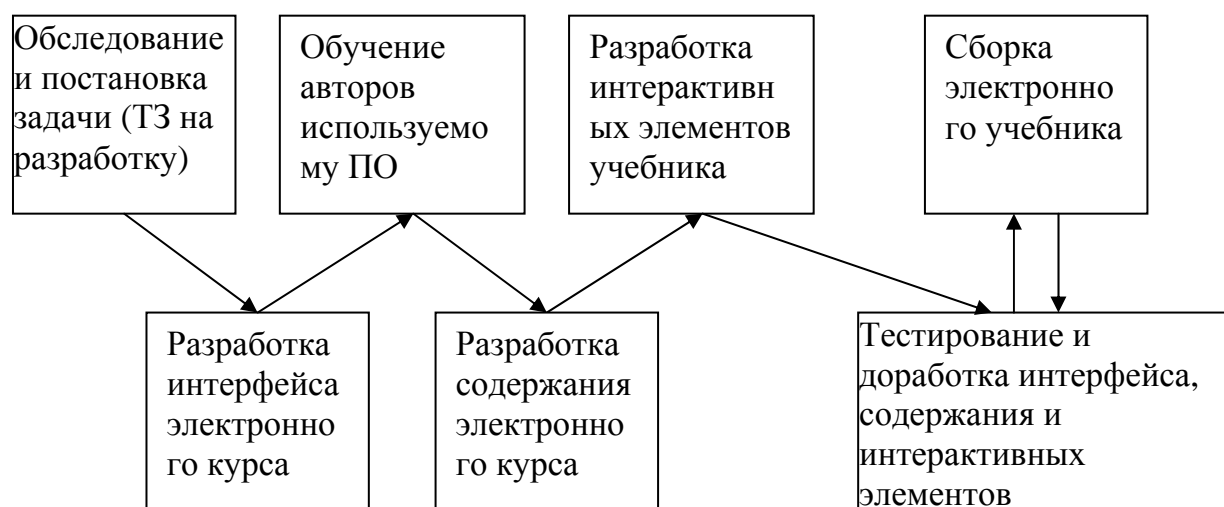 Обследование
и постановка
задачи (ТЗ на
разработку)
Обучение
авторов
используемо
му ПО
Разработка
интерактивн
ых элементов
учебника
Сборка
электронно
го учебника
Разработка
интерфейса
электронно
го курса
Разработка
содержания
электронно
го курса
Тестирование и
доработка интерфейса,
содержания и
интерактивных
элементов